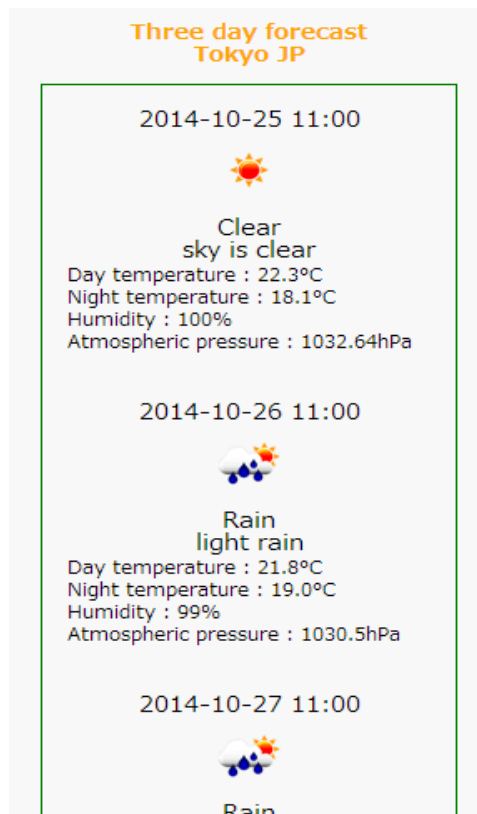 Three day forecast
Tokyo JP
2014-10-25 11:00
Clear
sky is clear
Day temperature : 22.3ºC
Night temperature : 18.1ºC
Humidity : 100%
Atmospheric pressure : 1032.64hPa
2014-10-26 11:00
Rain
light rain
Day temperature : 21.8ºC
Night temperature : 19.0ºC
Humidity : 99%
Atmospheric pressure : 1030.5hPa
2014-10-27 11:00
Rain